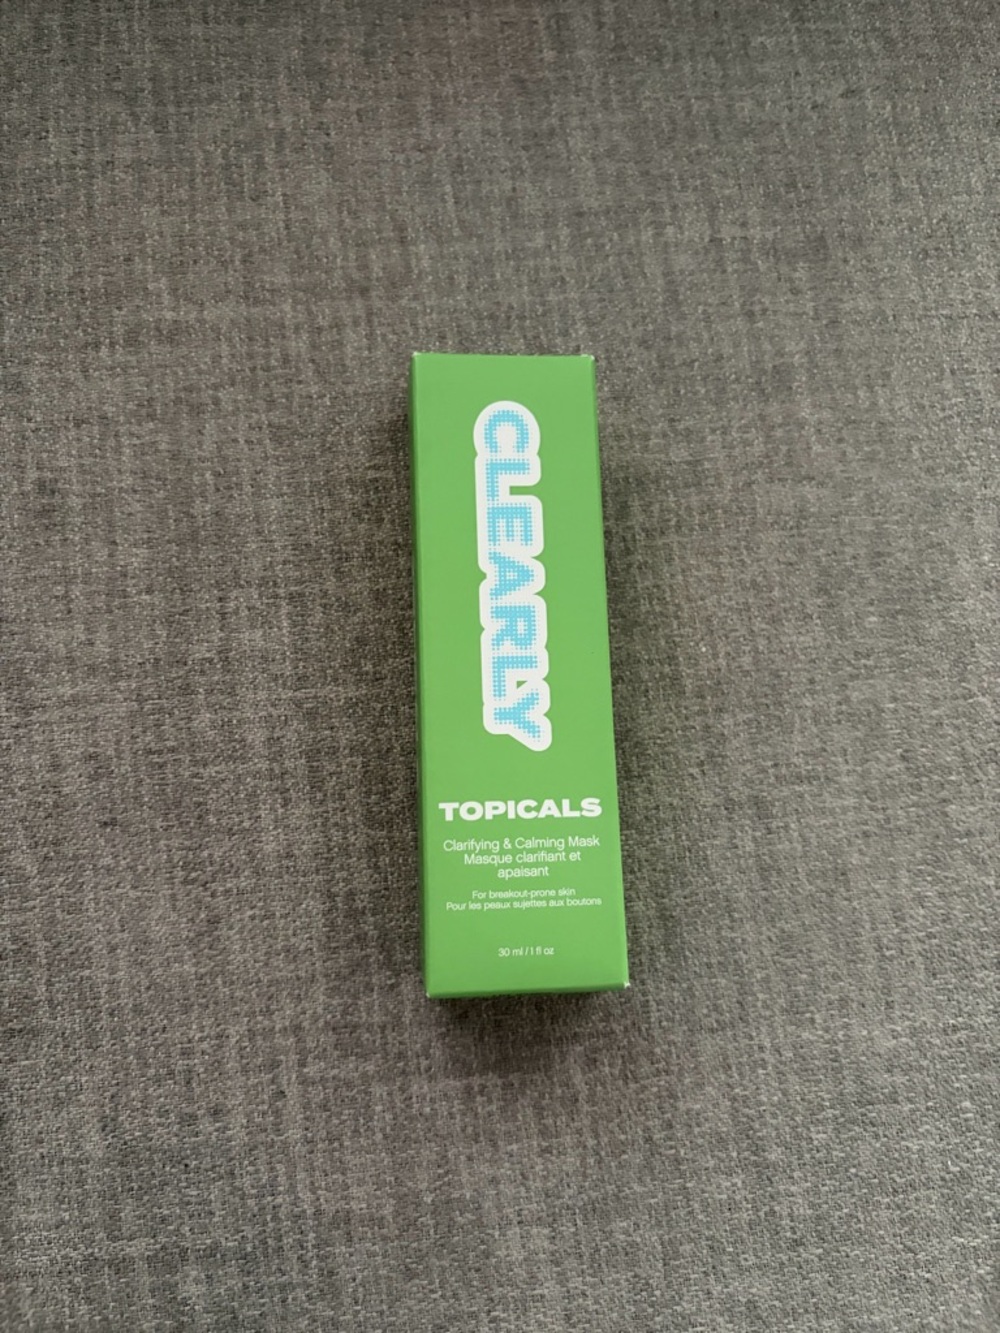 CLEARLY
TOPICALS
Clarifying & Calming Mask
Masque clarifiant et
apaisant
For breakout-prone skin
Pour les peaux sujettes aux boutons
30 ml / 1 fl oz